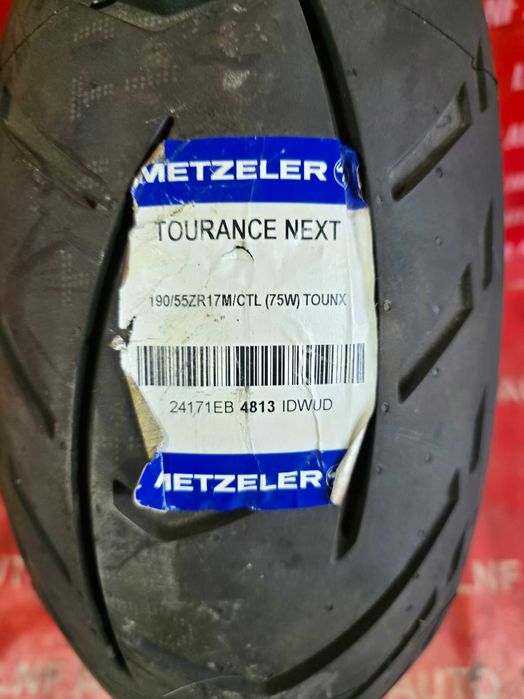 METZELER
TOURANCE NEXT
190/55ZR17M/CTL (75W) TOUNX
24171EB 4813 IDWUD
METZELER